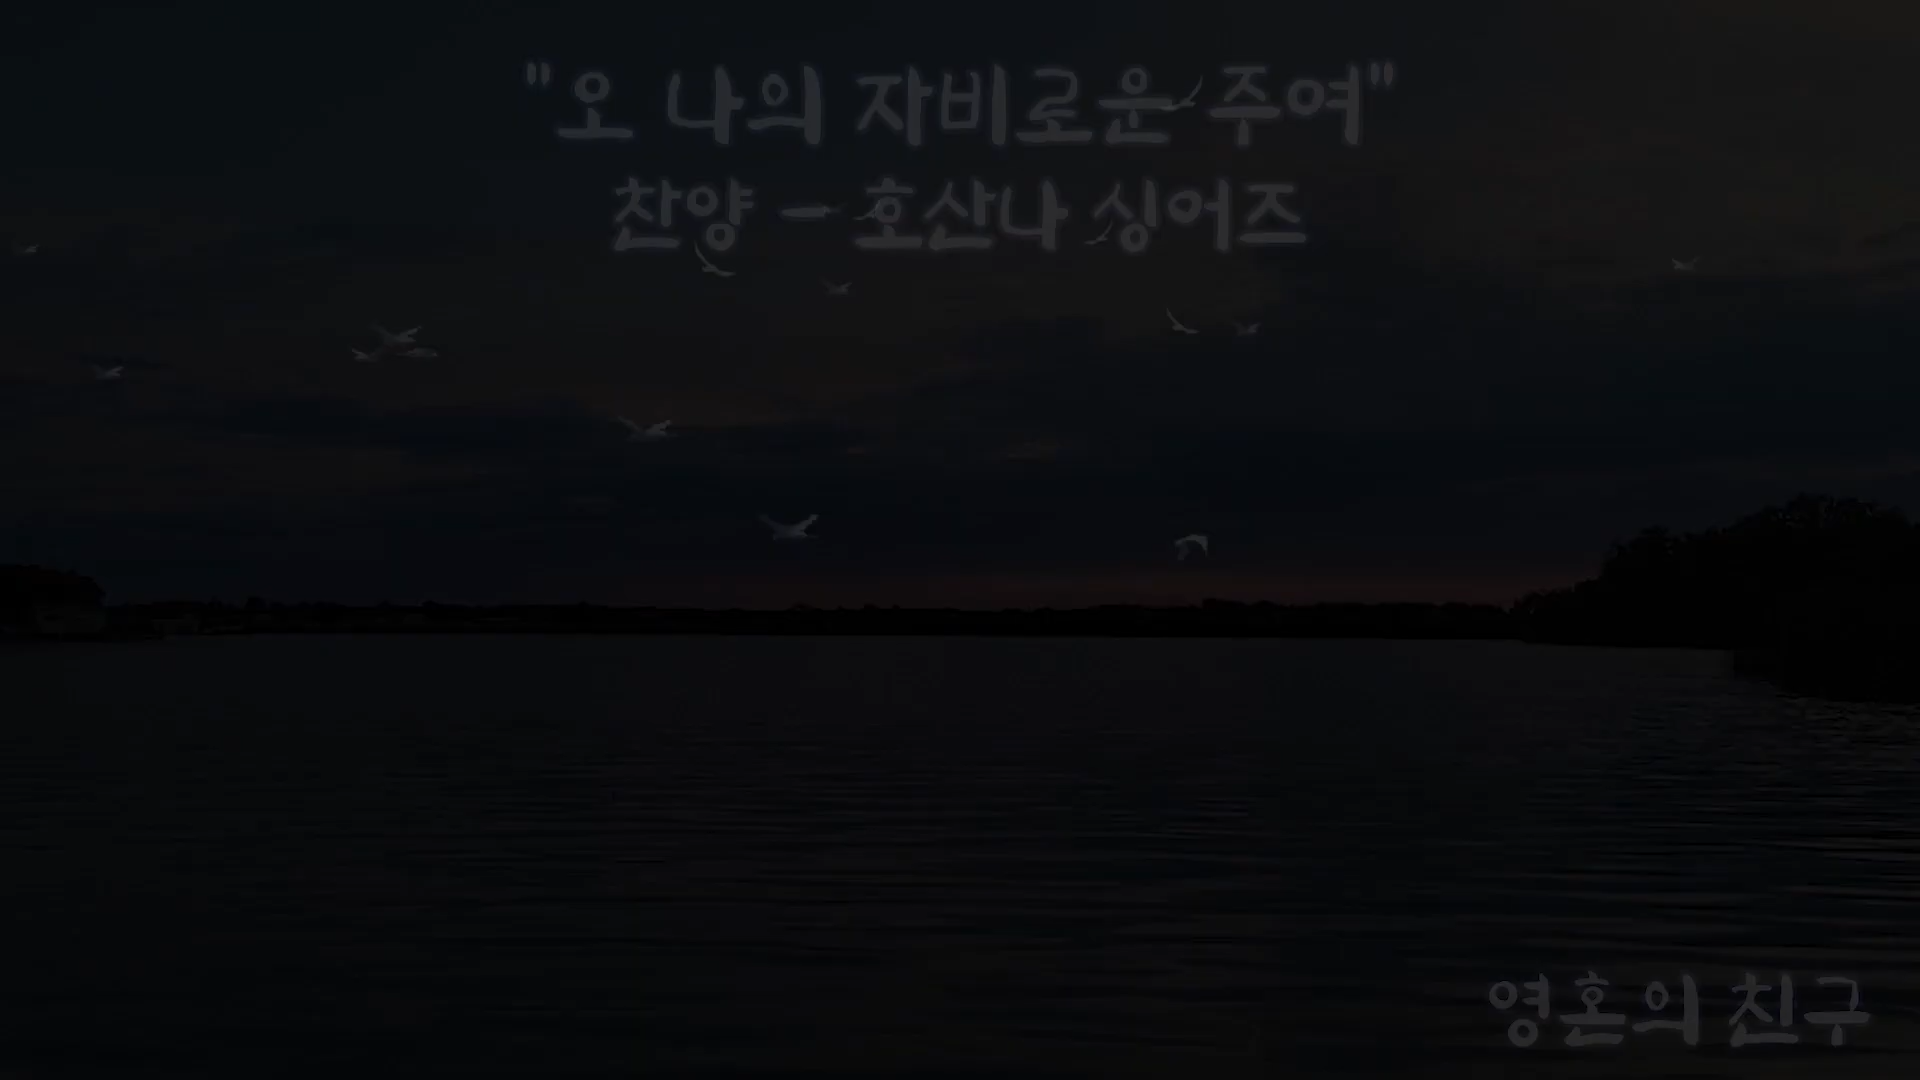 "오 나의 자비로운 주여"
찬양 - 호산나 싱어즈
영혼의 친구